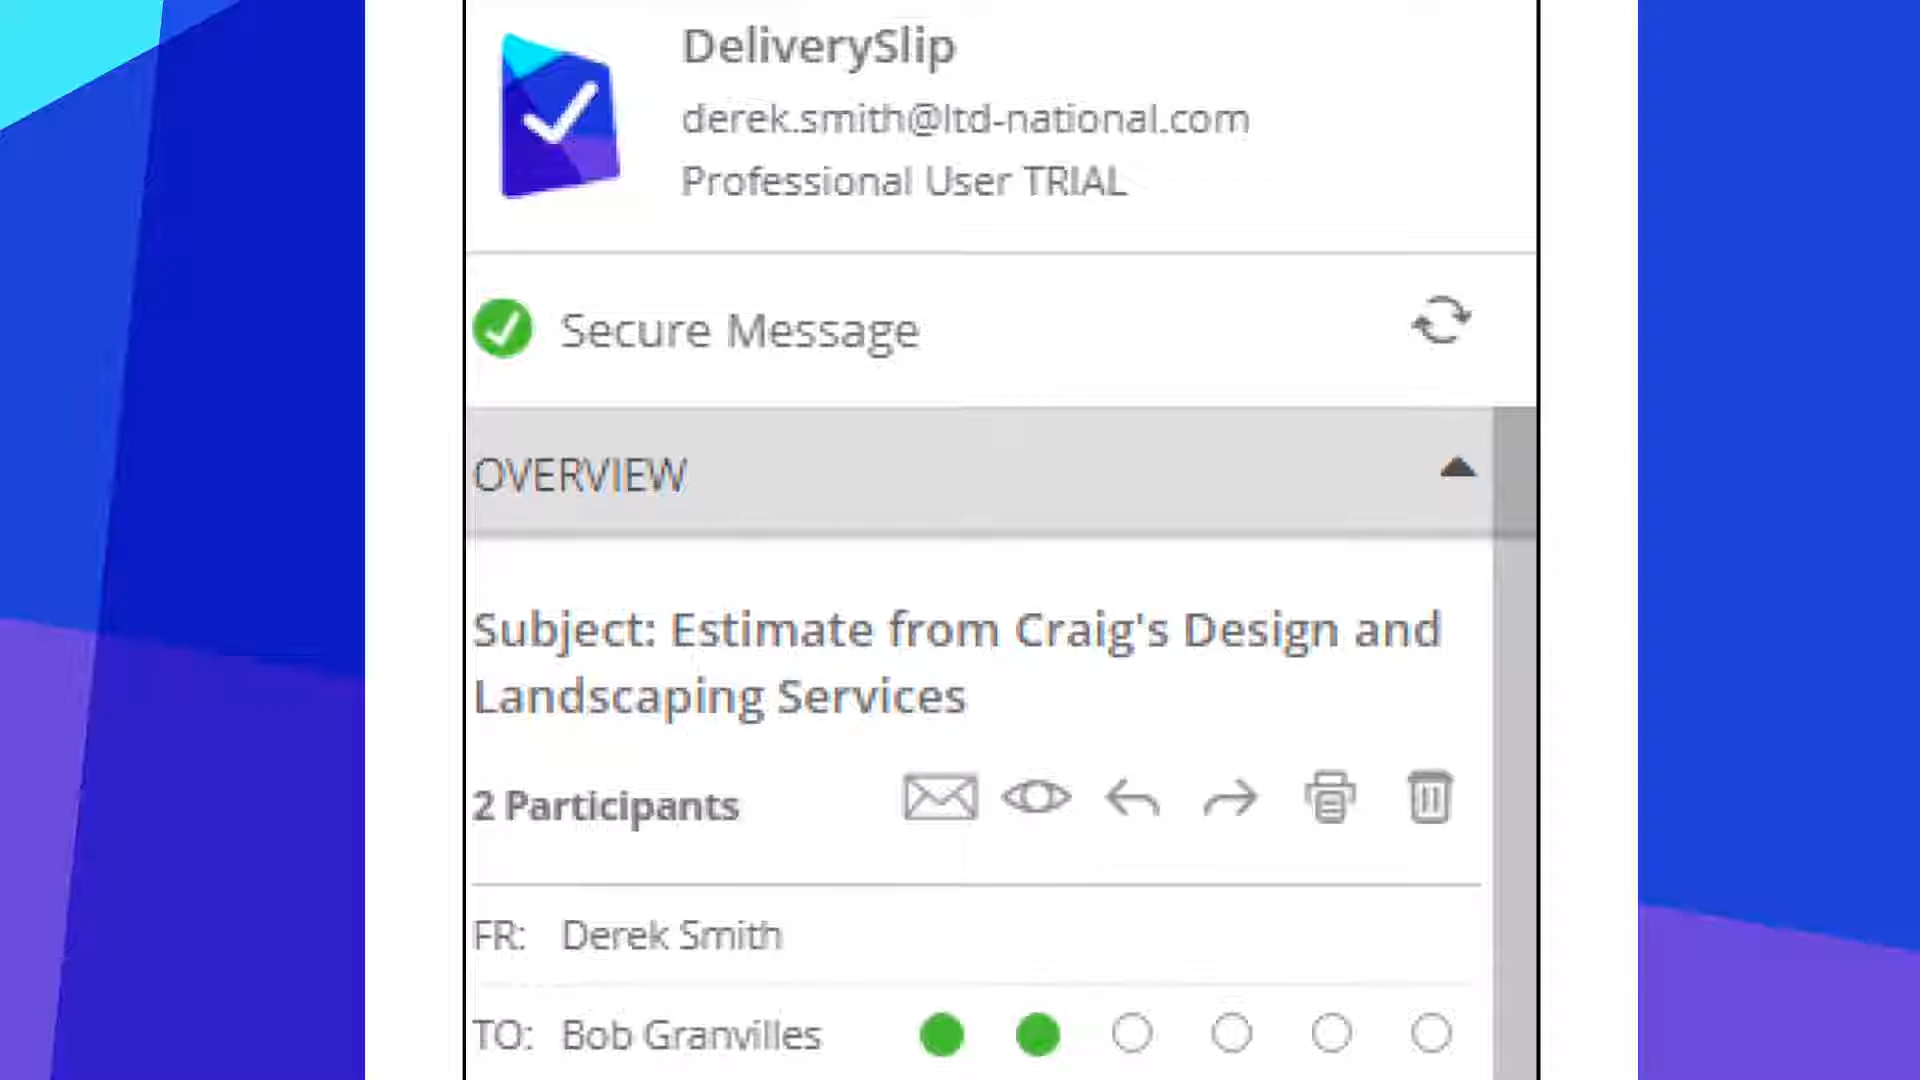 DeliverySlip
derek.smith@ltd-national.com
Professional User TRIAL
Secure Message
OVERVIEW
Subject: Estimate from Craig's Design and
Landscaping Services
2 Participants
FR: Derek Smith
TO: Bob Granvilles